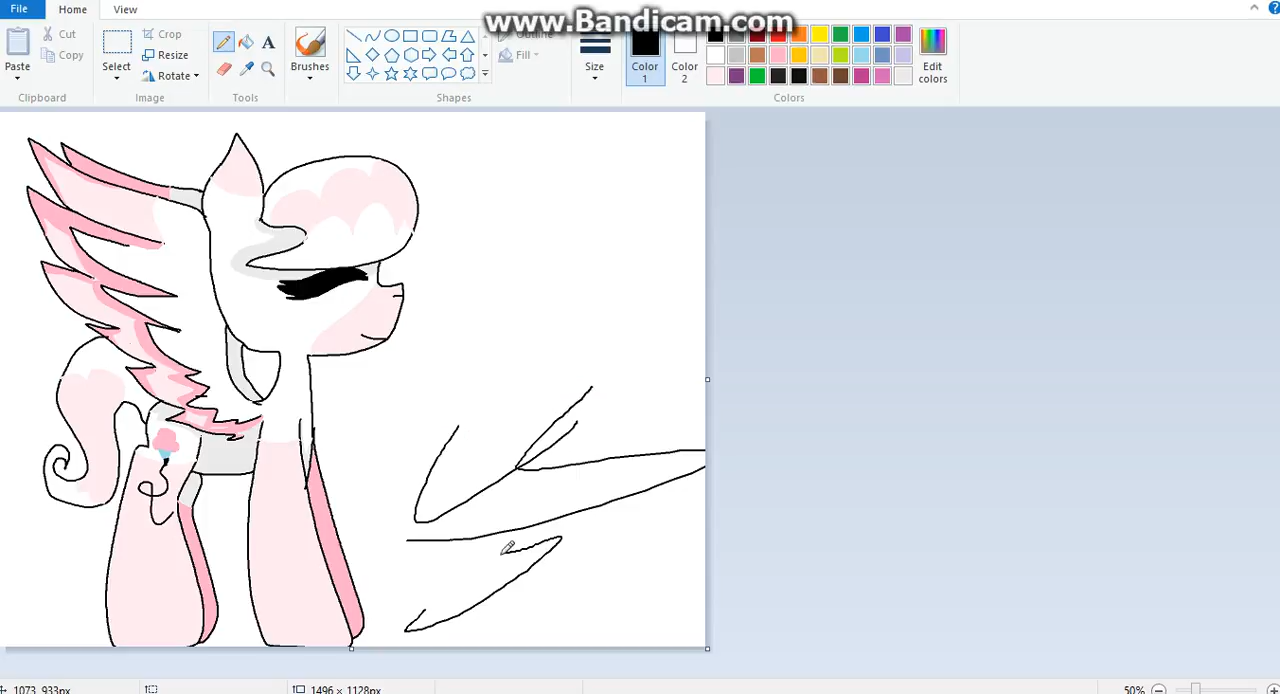 www.Bandicam.com
File
Home
View
Paste
Cut
Copy
Clipboard
Select
Crop
Resize
Rotate
Image
A
Tools
Brushes
Outline
Fill
Shapes
Size
Color 1
Color 2
Edit colors
Colors
1073, 933px
1496 × 1128px
50%